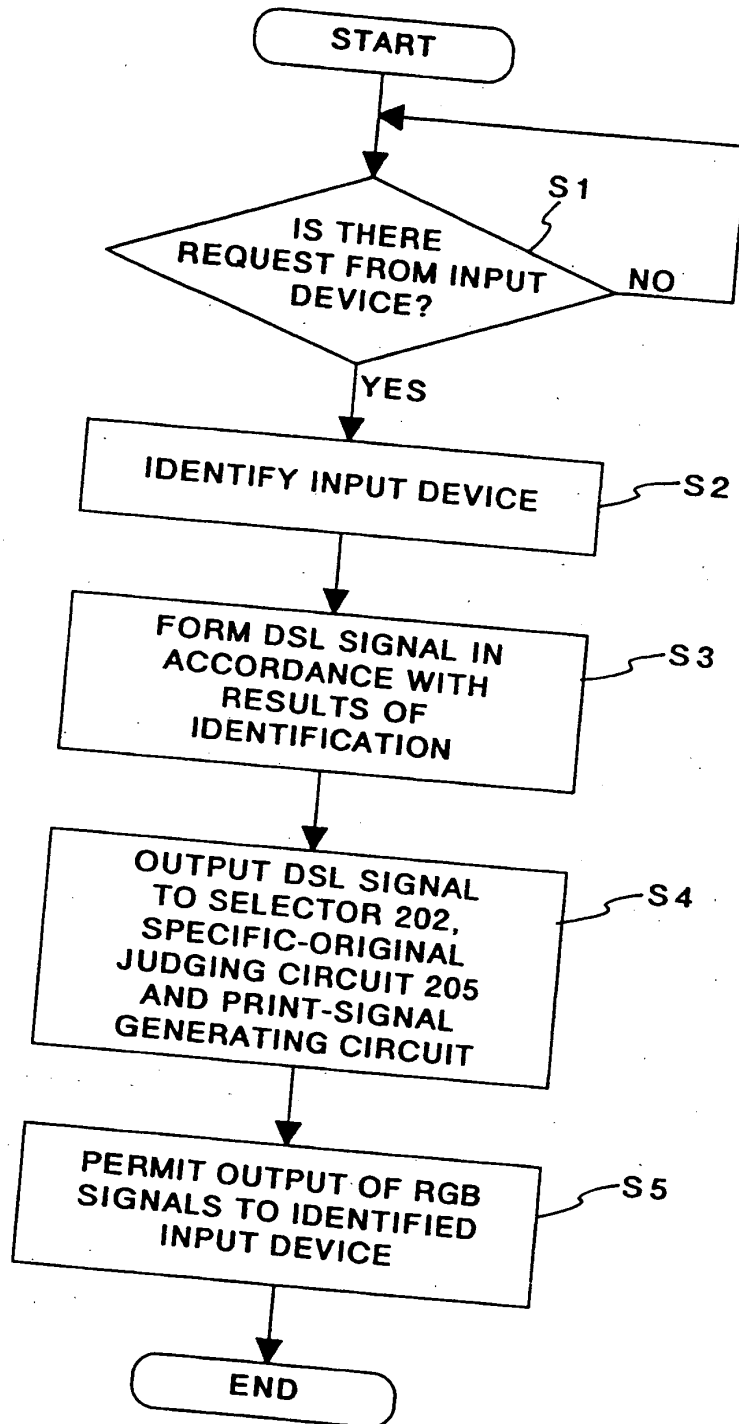 START
S1
IS THERE
REQUEST FROM INPUT
DEVICE?
NO
YES
IDENTIFY INPUT DEVICE
S2
FORM DSL SIGNAL IN
ACCORDANCE WITH
RESULTS OF
IDENTIFICATION
S3
OUTPUT DSL SIGNAL
TO SELECTOR 202,
SPECIFIC-ORIGINAL
JUDGING CIRCUIT 205
AND PRINT-SIGNAL
GENERATING CIRCUIT
S4
PERMIT OUTPUT OF RGB
SIGNALS TO IDENTIFIED
INPUT DEVICE
S5
END